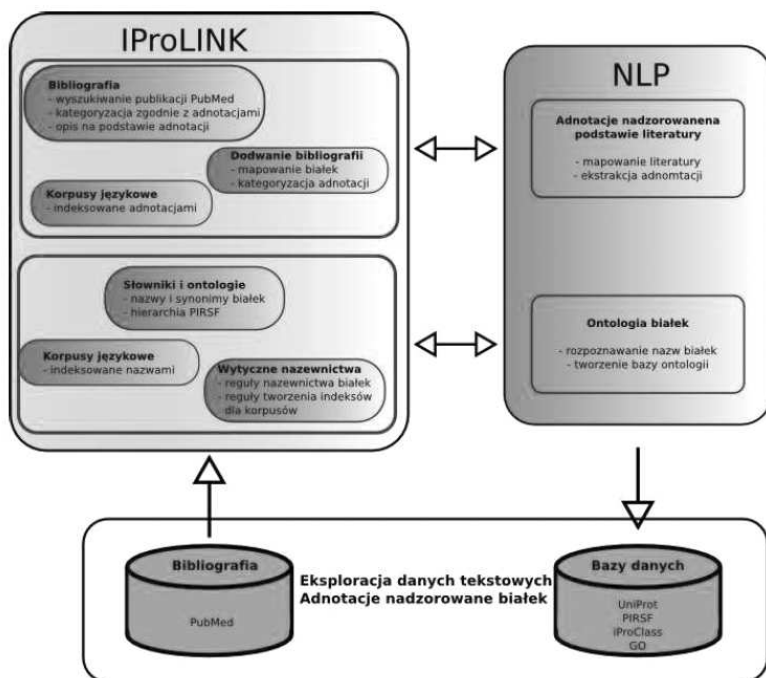 IProLINK
Bibliografia
- wyszukiwanie publikacji PubMed
- kategoryzacja zgodnie z adnotacjami
- opis na podstawie adnotacji
Dodwanie bibliografii
- mapowanie białek
- kategoryzacja adnotacji
Korpusy językowe
- indeksowane adnotacjami
Słowniki i ontologie
- nazwy i synonimy białek
- hierarchia PIRSF
Korpusy językowe
- indeksowane nazwami
Wytyczne nazewnictwa
- reguły nazewnictwa białek
- reguły tworzenia indeksów
dla korpusów
NLP
Adnotacje nadzorowanena
podstawie literatury
- mapowanie literatury
- ekstrakcja adnomtacji
Ontologia białek
- rozpoznawanie nazw białek
- tworzenie bazy ontologii
Bibliografia
PubMed
Eksploracja danych tekstowych
Adnotacje nadzorowane białek
Bazy danych
UniProt
PIRSF
iProClass
GO